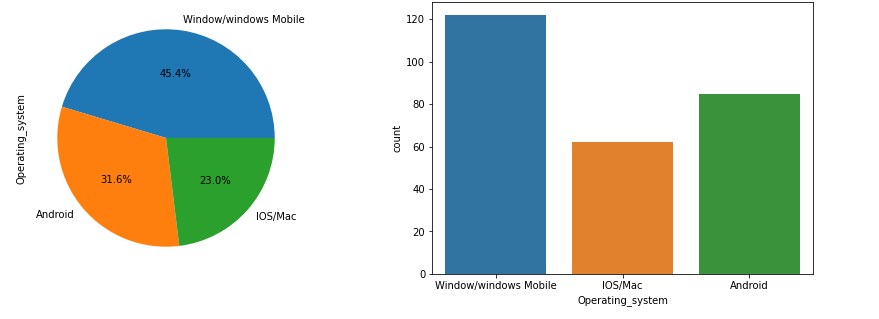 Window/windows Mobile
45.4%
Operating_system
31.6%
23.0%
Android
IOS/Mac
120
100
80
60
40
20
0
count
Window/windows Mobile
IOS/Mac
Android
Operating_system